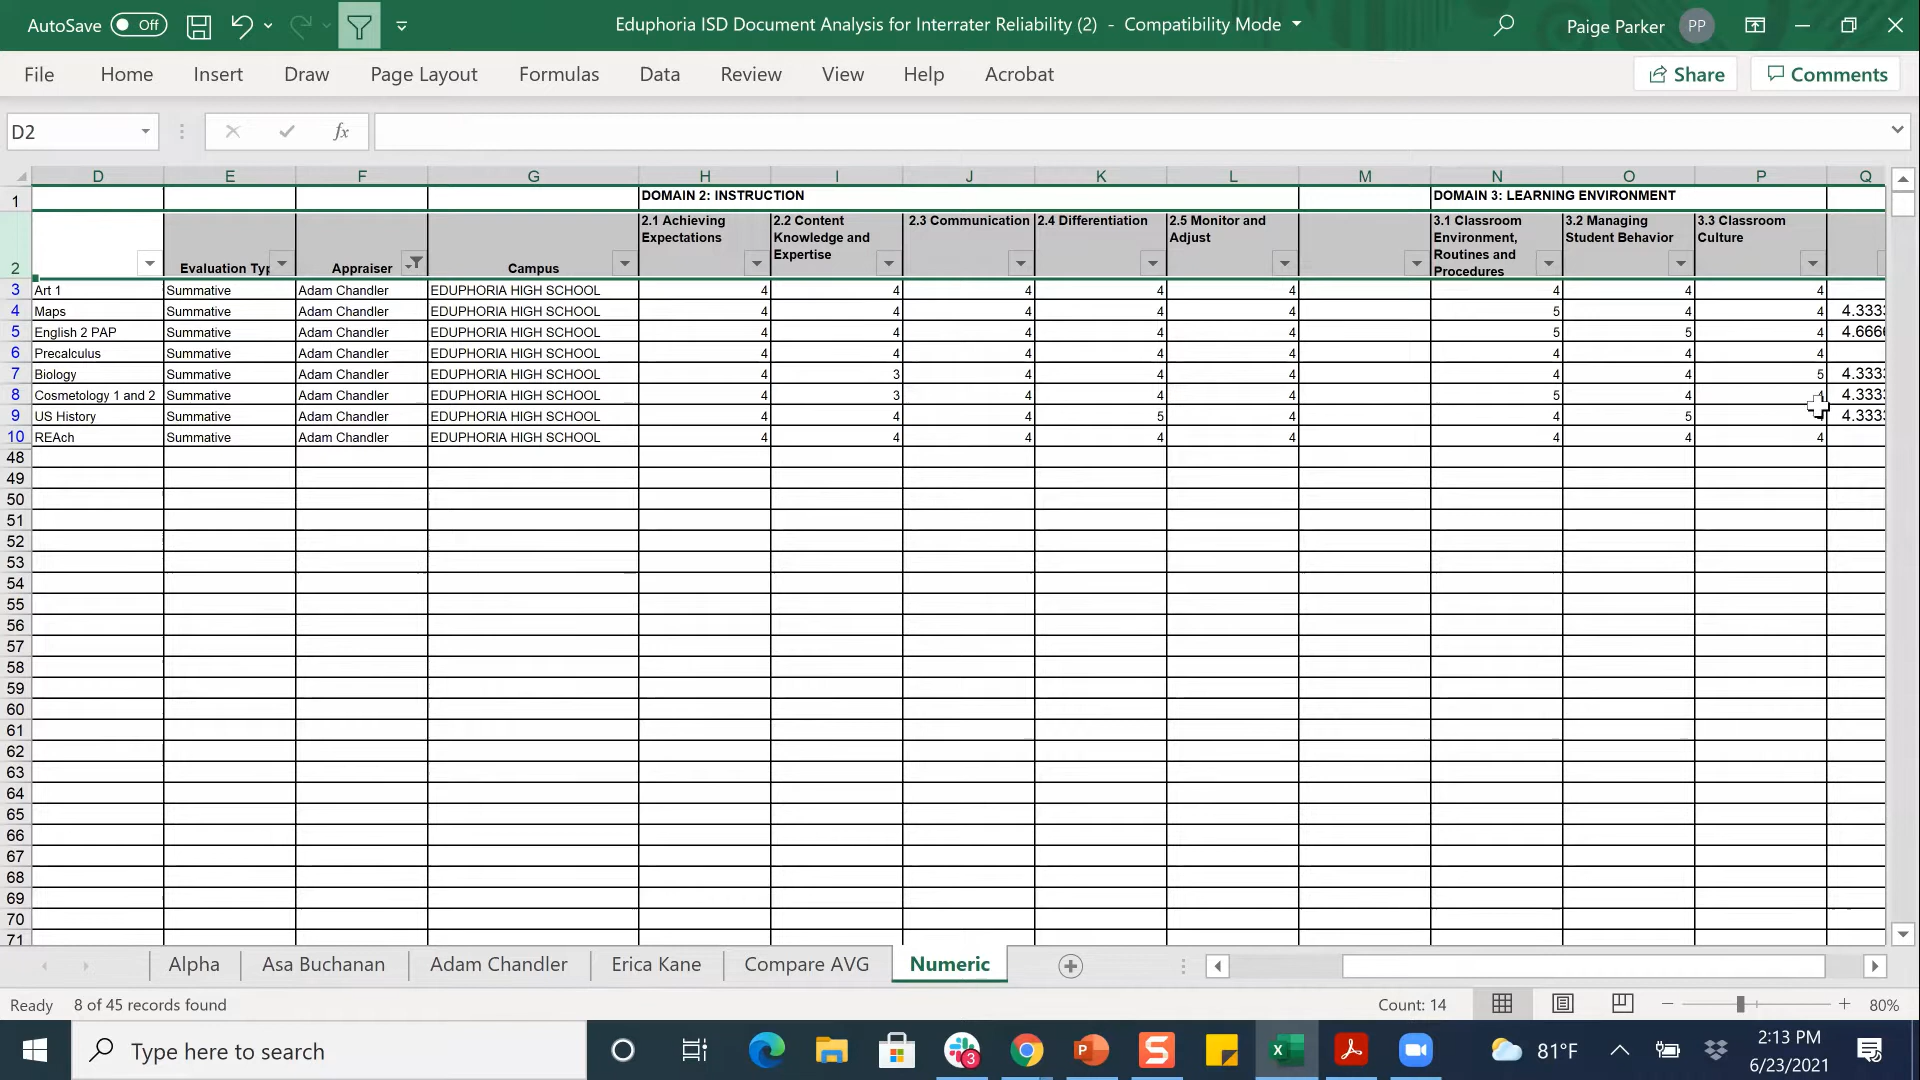 AutoSave Off Eduphoria ISD Document Analysis for Interrater Reliability (2) - Compatibility Mode Paige Parker PP
File Home Insert Draw Page Layout Formulas Data Review View Help Acrobat Share Comments
D2 fx
D E F G H I J K L M N O P Q
1 DOMAIN 2: INSTRUCTION DOMAIN 3: LEARNING ENVIRONMENT
2.1 Achieving 2.2 Content 2.3 Communication 2.4 Differentiation 2.5 Monitor and 3.1 Classroom 3.2 Managing 3.3 Classroom
Expectations Knowledge and Adjust Environment, Student Behavior Culture
Expertise Routines and
2 Evaluation Typ Appraiser Campus Procedures
3 Art 1 Summative Adam Chandler EDUPHORIA HIGH SCHOOL 4 4 4 4 4 4 4 4
4 Maps Summative Adam Chandler EDUPHORIA HIGH SCHOOL 4 4 4 4 4 5 4 4 4.333
5 English 2 PAP Summative Adam Chandler EDUPHORIA HIGH SCHOOL 4 4 4 4 4 5 5 4 4.666
6 Precalculus Summative Adam Chandler EDUPHORIA HIGH SCHOOL 4 4 4 4 4 4 4 4
7 Biology Summative Adam Chandler EDUPHORIA HIGH SCHOOL 4 3 4 4 4 4 4 5 4.333
8 Cosmetology 1 and 2 Summative Adam Chandler EDUPHORIA HIGH SCHOOL 4 3 4 4 4 5 4 4.333
9 US History Summative Adam Chandler EDUPHORIA HIGH SCHOOL 4 4 4 5 4 4 5 4.333
10 REAch Summative Adam Chandler EDUPHORIA HIGH SCHOOL 4 4 4 4 4 4 4 4
48
49
50
51
52
53
54
55
56
57
58
59
60
61
62
63
64
65
66
67
68
69
70
71
Alpha Asa Buchanan Adam Chandler Erica Kane Compare AVG Numeric
Ready 8 of 45 records found Count: 14 80%
Type here to search 3 81°F 2:13 PM
6/23/2021